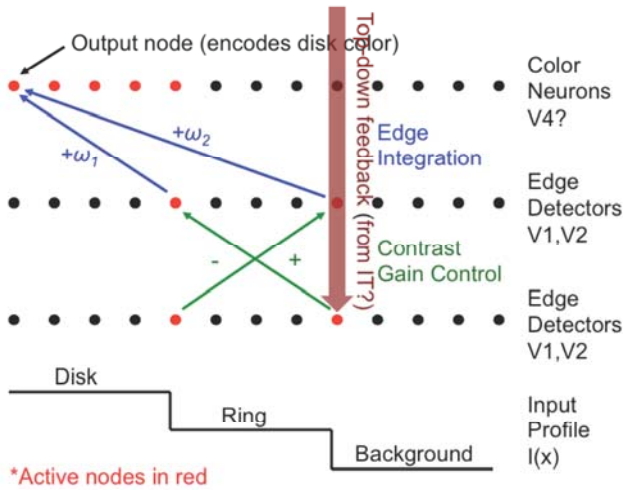 Output node (encodes disk color)
Color
Neurons
V4?
+ω1
+ω2
Edge
Integration
Top-down feedback (from IT?)
Edge
Detectors
V1,V2
-
+
Contrast
Gain Control
Edge
Detectors
V1,V2
Disk
Ring
Background
Input
Profile
I(x)
*Active nodes in red